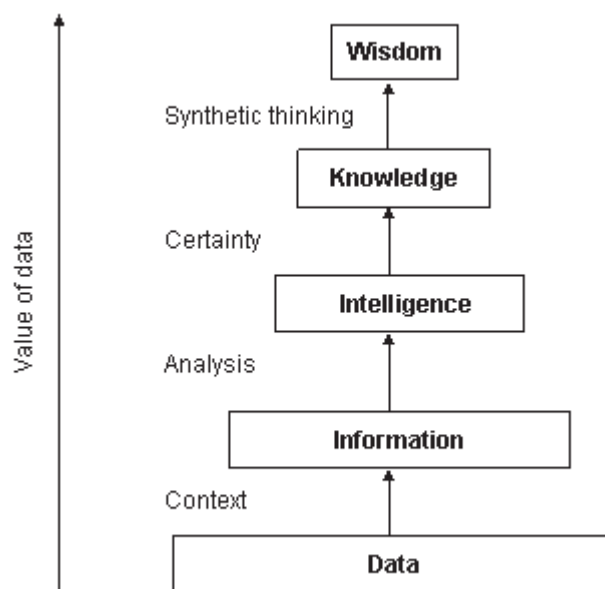 Wisdom
Synthetic thinking
Knowledge
Certainty
Intelligence
Analysis
Information
Context
Data
Value of data